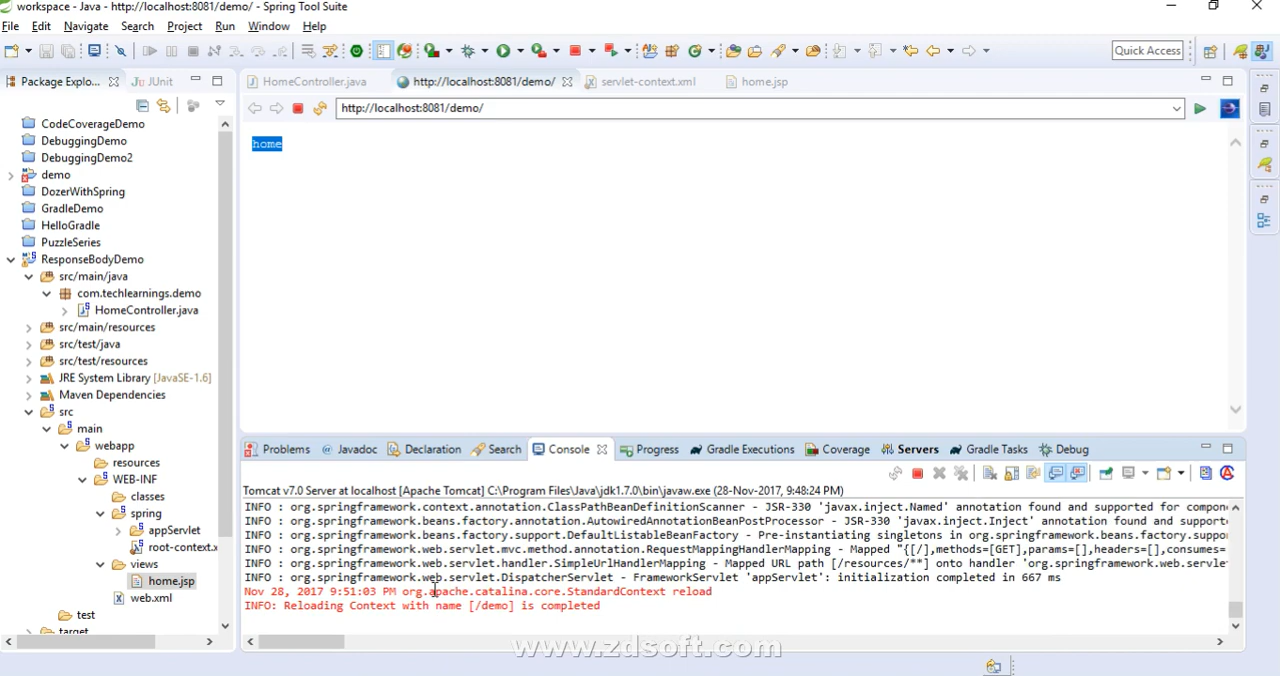 workspace - Java - http://localhost:8081/demo/ - Spring Tool Suite
File Edit Navigate Search Project Run Window Help
Quick Access
Package Explo... JUnit
HomeController.java http://localhost:8081/demo/ servlet-context.xml home.jsp
http://localhost:8081/demo/
home
CodeCoverageDemo
DebuggingDemo
DebuggingDemo2
demo
DozerWithSpring
GradleDemo
HelloGradle
PuzzleSeries
ResponseBodyDemo
src/main/java
com.techlearnings.demo
HomeController.java
src/main/resources
src/test/java
src/test/resources
JRE System Library [JavaSE-1.6]
Maven Dependencies
src
main
webapp
resources
WEB-INF
classes
spring
appServlet
root-context.x
views
home.jsp
web.xml
test
target
Problems Javadoc Declaration Search Console Progress Gradle Executions Coverage Servers Gradle Tasks Debug
Tomcat v7.0 Server at localhost [Apache Tomcat] C:\Program Files\Java\jdk1.7.0\bin\javaw.exe (28-Nov-2017, 9:48:24 PM)
INFO : org.springframework.context.annotation.ClassPathBeanDefinitionScanner - JSR-330 'javax.inject.Named' annotation found and supported for compone
INFO : org.springframework.beans.factory.annotation.AutowiredAnnotationBeanPostProcessor - JSR-330 'javax.inject.Inject' annotation found and support
INFO : org.springframework.beans.factory.support.DefaultListableBeanFactory - Pre-instantiating singletons in org.springframework.beans.factory.suppor
INFO : org.springframework.web.servlet.mvc.method.annotation.RequestMappingHandlerMapping - Mapped "{[/],methods=[GET],params=[],headers=[],consumes=
INFO : org.springframework.web.servlet.handler.SimpleUrlHandlerMapping - Mapped URL path [/resources/**] onto handler 'org.springframework.web.servle
INFO : org.springframework.web.servlet.DispatcherServlet - FrameworkServlet 'appServlet': initialization completed in 667 ms
Nov 28, 2017 9:51:03 PM org.apache.catalina.core.StandardContext reload
INFO: Reloading Context with name [/demo] is completed
www.zdsoft.com